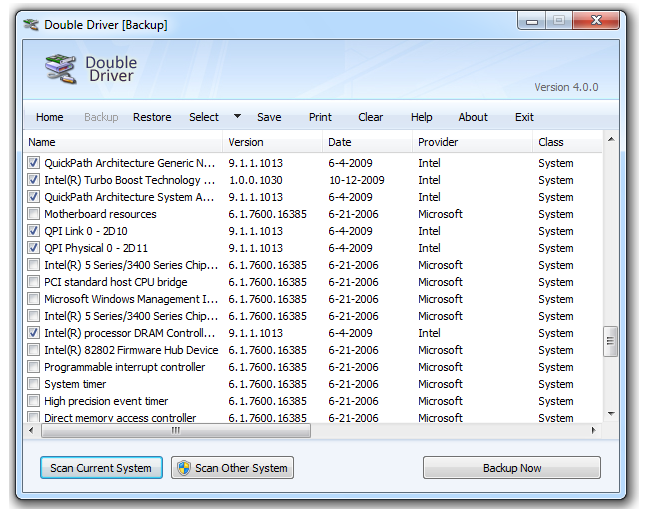 Double Driver [Backup]
Double
Driver
Version 4.0.0
Home Backup Restore Select Save Print Clear Help About Exit
Name Version Date Provider Class
QuickPath Architecture Generic N... 9.1.1.1013 6-4-2009 Intel System
Intel(R) Turbo Boost Technology ... 1.0.0.1030 10-12-2009 Intel System
QuickPath Architecture System A... 9.1.1.1013 6-4-2009 Intel System
Motherboard resources 6.1.7600.16385 6-21-2006 Microsoft System
QPI Link 0 - 2D10 9.1.1.1013 6-4-2009 Intel System
QPI Physical 0 - 2D11 9.1.1.1013 6-4-2009 Intel System
Intel(R) 5 Series/3400 Series Chip... 6.1.7600.16385 6-21-2006 Microsoft System
PCI standard host CPU bridge 6.1.7600.16385 6-21-2006 Microsoft System
Microsoft Windows Management I... 6.1.7600.16385 6-21-2006 Microsoft System
Intel(R) 5 Series/3400 Series Chip... 6.1.7600.16385 6-21-2006 Microsoft System
Intel(R) processor DRAM Controll... 9.1.1.1013 6-4-2009 Intel System
Intel(R) 82802 Firmware Hub Device 6.1.7600.16385 6-21-2006 Microsoft System
Programmable interrupt controller 6.1.7600.16385 6-21-2006 Microsoft System
System timer 6.1.7600.16385 6-21-2006 Microsoft System
High precision event timer 6.1.7600.16385 6-21-2006 Microsoft System
Direct memory access controller 6.1.7600.16385 6-21-2006 Microsoft System
Scan Current System Scan Other System Backup Now